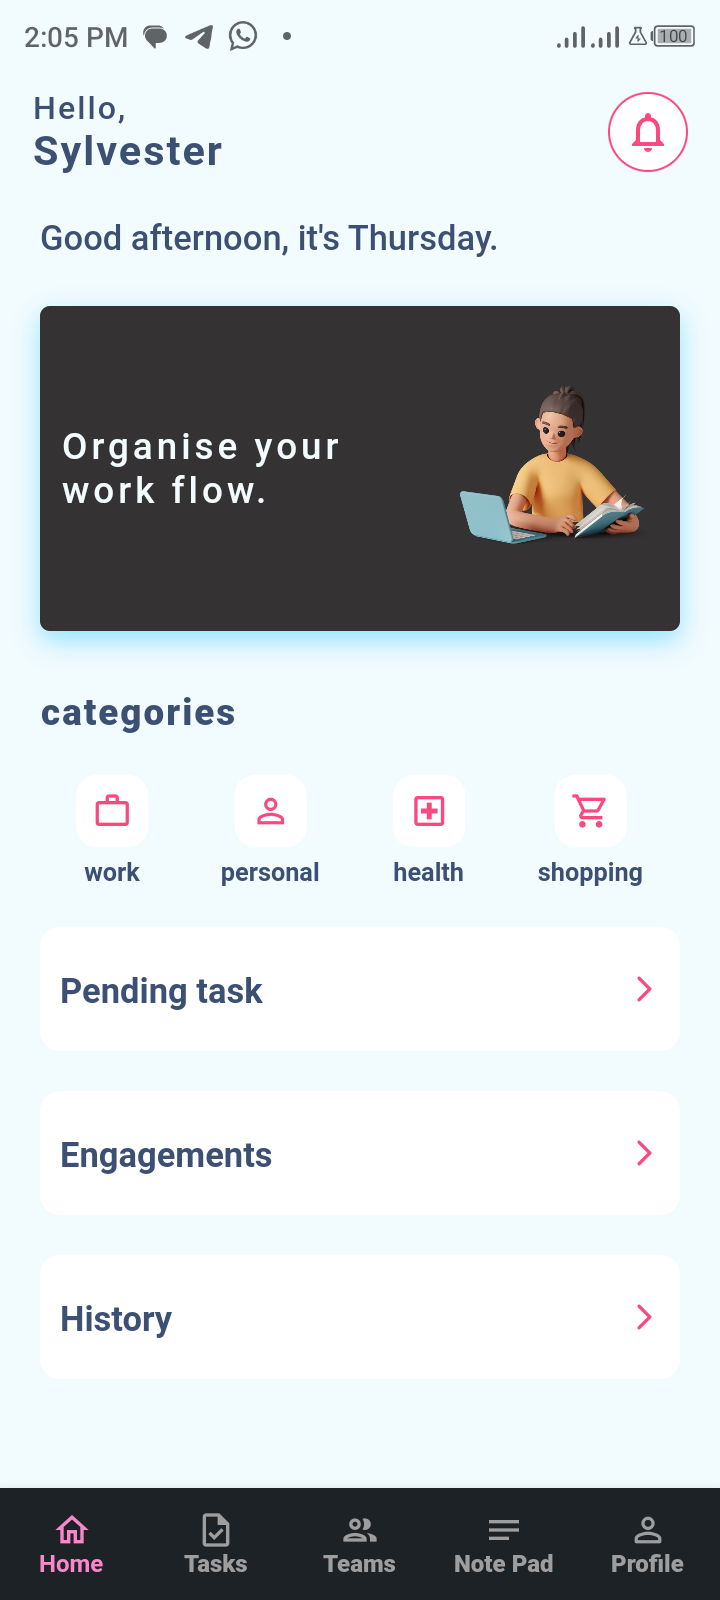 2:05 PM
100
Hello,
Sylvester
Good afternoon, it's Thursday.
Organise your
work flow.
categories
work personal health shopping
Pending task
Engagements
History
Home Tasks Teams Note Pad Profile